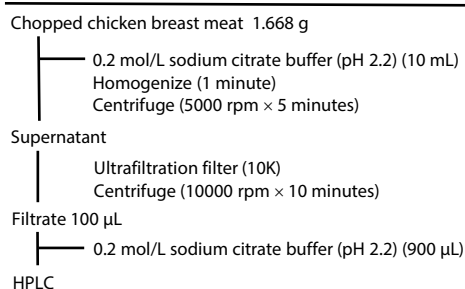 Chopped chicken breast meat 1.668 g
0.2 mol/L sodium citrate buffer (pH 2.2) (10 mL)
Homogenize (1 minute)
Centrifuge (5000 rpm × 5 minutes)
Supernatant
Ultrafiltration filter (10K)
Centrifuge (10000 rpm × 10 minutes)
Filtrate 100 µL
0.2 mol/L sodium citrate buffer (pH 2.2) (900 µL)
HPLC